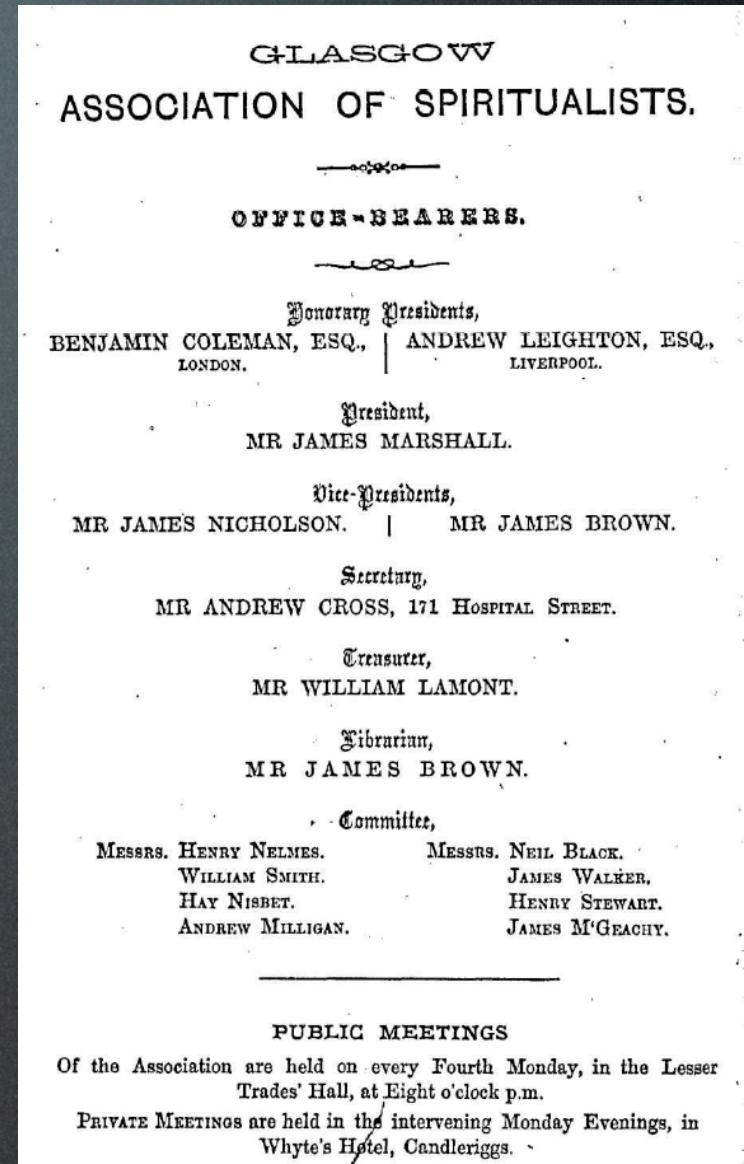 GLASGOW
ASSOCIATION OF SPIRITUALISTS.
OFFICE-BEARERS.
Honorary Presidents,
BENJAMIN COLEMAN, ESQ., | ANDREW LEIGHTON, ESQ.,
LONDON. LIVERPOOL.
President,
MR JAMES MARSHALL.
Vice-Presidents,
MR JAMES NICHOLSON. | MR JAMES BROWN.
Secretary,
MR ANDREW CROSS, 171 HOSPITAL STREET.
Treasurer,
MR WILLIAM LAMONT.
Librarian,
MR JAMES BROWN.
Committee,
MESSRS. HENRY NELMES. MESSRS. NEIL BLACK.
WILLIAM SMITH. JAMES WALKER.
HAY NISBET. HENRY STEWART.
ANDREW MILLIGAN. JAMES M'GEACHY.
PUBLIC MEETINGS
Of the Association are held on every Fourth Monday, in the Lesser
Trades' Hall, at Eight o'clock p.m.
PRIVATE MEETINGS are held in the intervening Monday Evenings, in
Whyte's Hotel, Candleriggs.